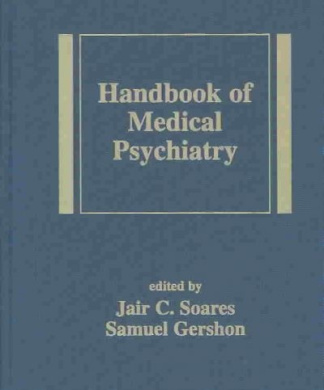 Handbook of
Medical
Psychiatry
edited by
Jair C. Soares
Samuel Gershon